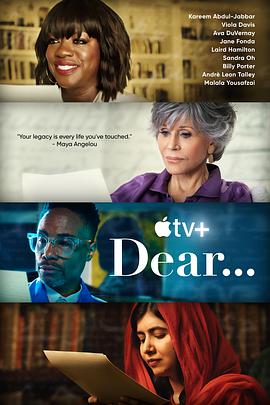 Kareem Abdul-Jabbar
Viola Davis
Ava DuVernay
Jane Fonda
Laird Hamilton
Sandra Oh
Billy Porter
André Leon Talley
Malala Yousafzai
"Your legacy is every life you've touched."
- Maya Angelou
tv+
Dear...